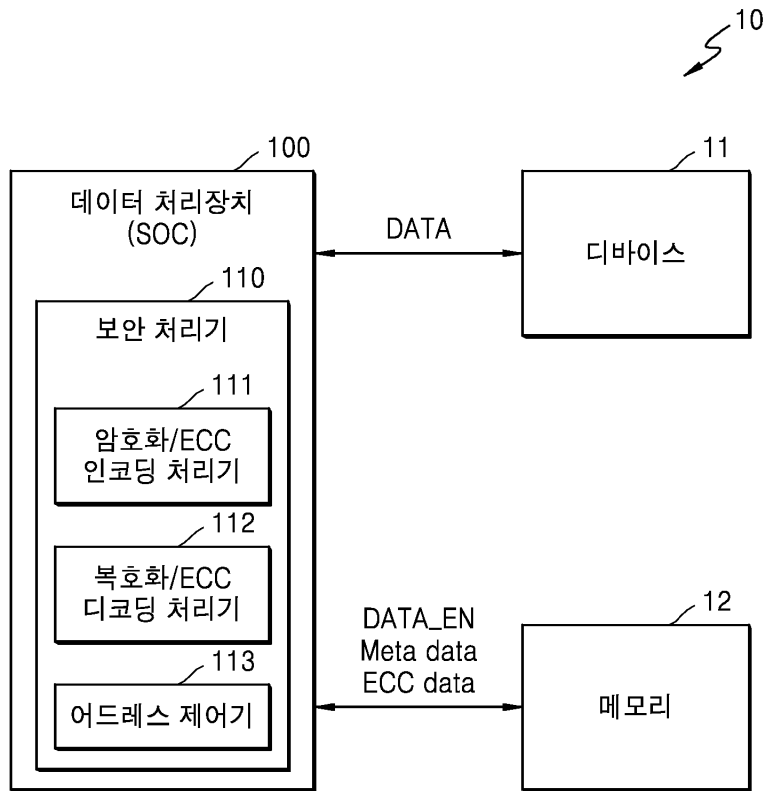 10
100
데이터 처리장치
(SOC)
110
보안 처리기
111
암호화/ECC
인코딩 처리기
112
복호화/ECC
디코딩 처리기
113
어드레스 제어기
DATA
11
디바이스
DATA_EN
Meta data
ECC data
12
메모리